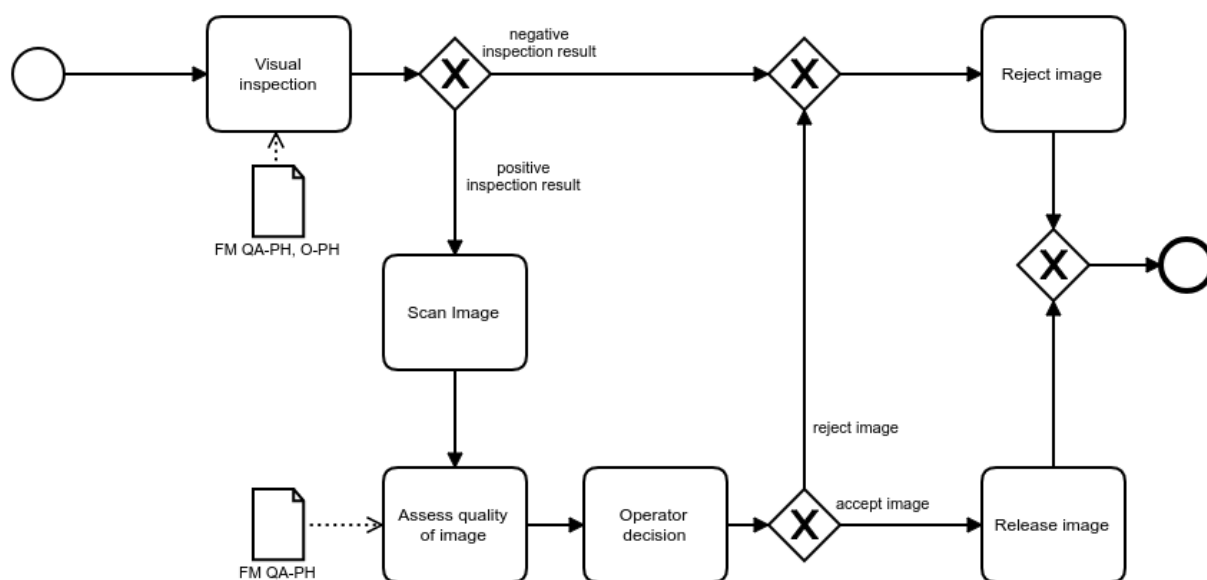 negative
inspection result
Visual
inspection
X
X
Reject image
positive
inspection result
FM QA-PH, O-PH
X
Scan Image
reject image
Assess quality
of image
Operator
decision
X
accept image
Release image
FM QA-PH